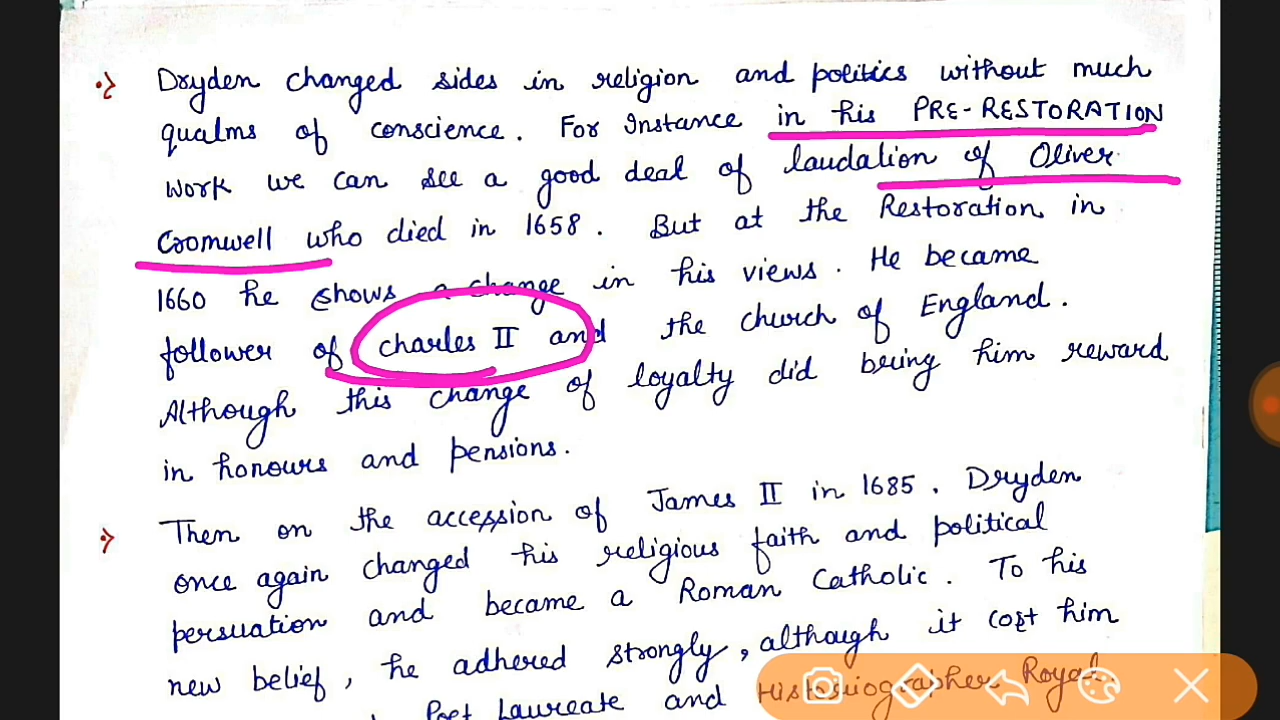 Dryden changed sides in religion and politics without much
qualms of conscience. For Instance in his PRE-RESTORATION
work we can see a good deal of laudation of Oliver
Cromwell who died in 1658. But at the Restoration in
1660 he shows a change in his views. He became
follower of charles II and the church of England.
Although this change of loyalty did being him reward
in honours and pensions.
Then on the accession of James II in 1685. Dryden
once again changed his religious faith and political
persuation and became a Roman Catholic. To his
new belief, he adhered strongly, although it cost him
Poet Laureate and Historiographer Royal.